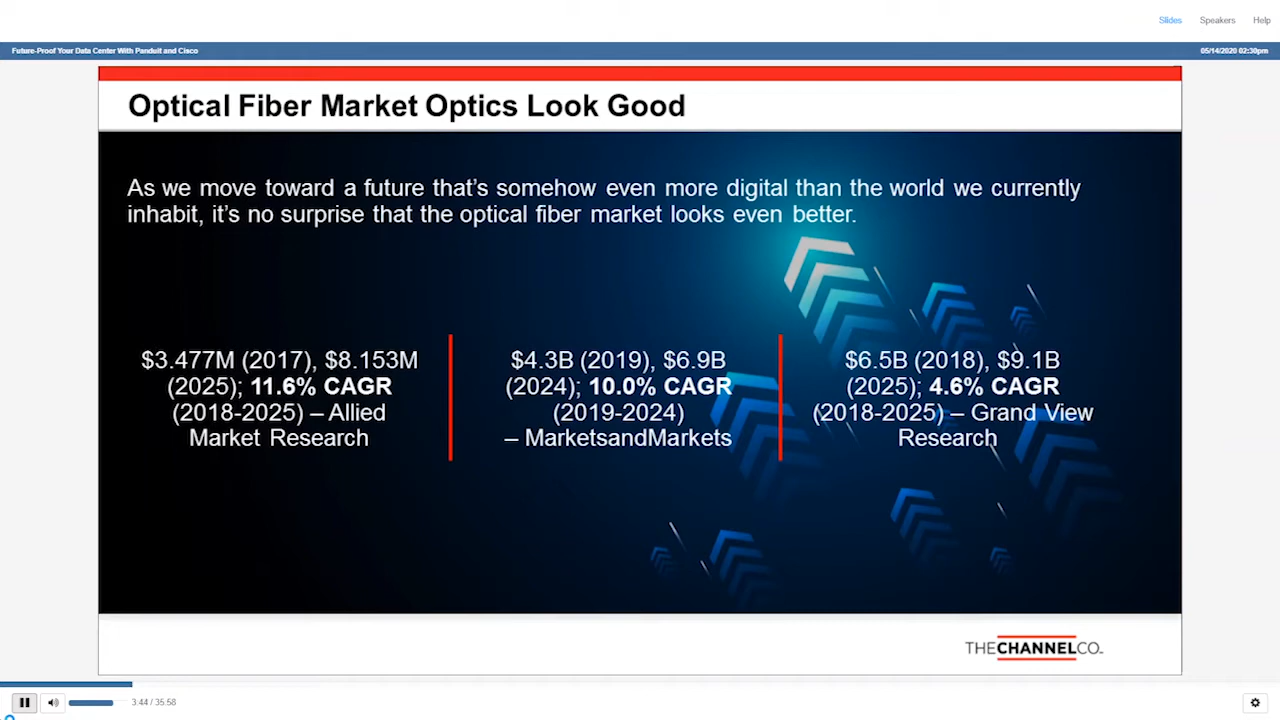 Slides Speakers Help
Future-Proof Your Data Center With Panduit and Cisco
05/14/2020 02:30pm
Optical Fiber Market Optics Look Good
As we move toward a future that's somehow even more digital than the world we currently
inhabit, it's no surprise that the optical fiber market looks even better.
$3.477M (2017), $8.153M
(2025); 11.6% CAGR
(2018-2025) – Allied
Market Research
$4.3B (2019), $6.9B
(2024); 10.0% CAGR
(2019-2024)
– MarketsandMarkets
$6.5B (2018), $9.1B
(2025); 4.6% CAGR
(2018-2025) – Grand View
Research
THECHANNELCO.
3:44 / 35:58